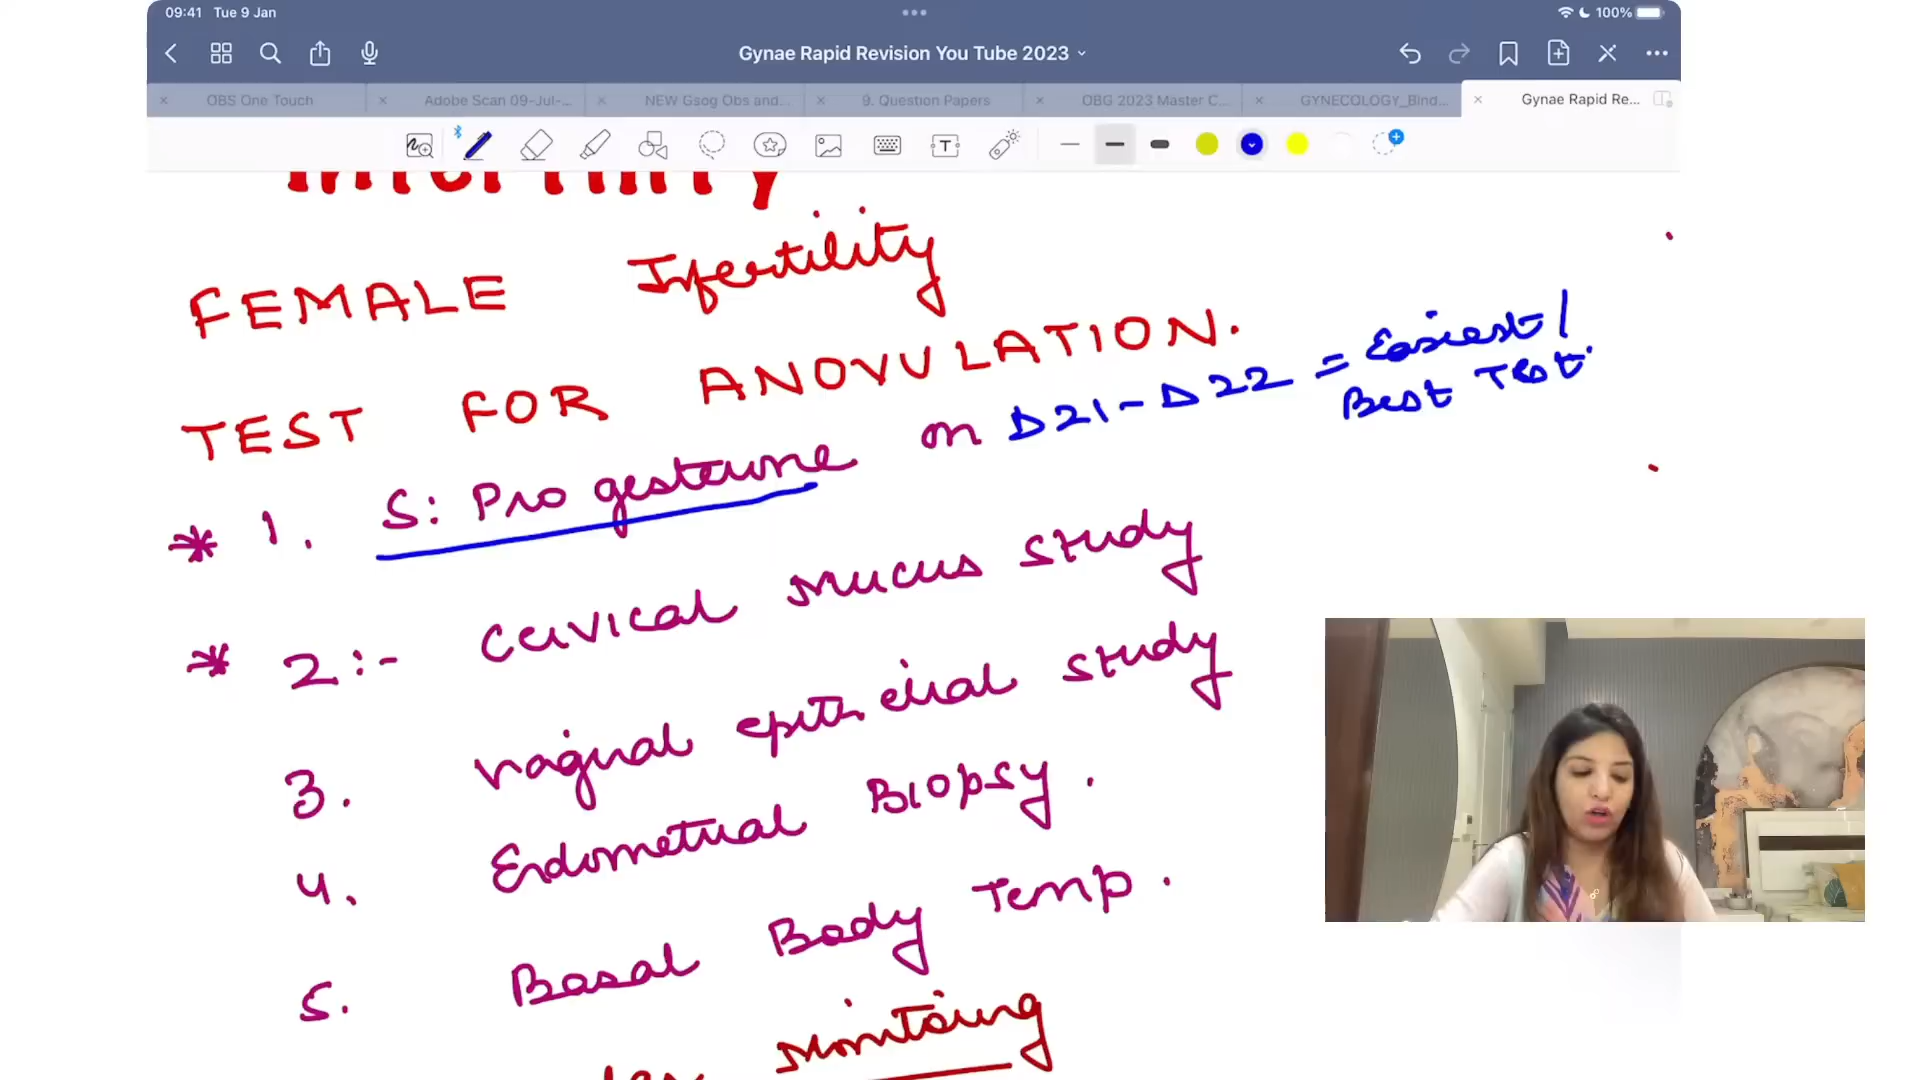 09:41 Tue 9 Jan
100%
Gynae Rapid Revision You Tube 2023
OBS One Touch
Adobe Scan 09-Jul-...
NEW Gsog Obs and...
9. Question Papers
OBG 2023 Master C...
GYNECOLOGY_Bind...
Gynae Rapid Re...
FEMALE Infertility
TEST FOR ANOVULATION.
* 1. S: Progesterone on D21-D22 = Easiest/
Best Test.
* 2:- Cervical Mucus study
3. vaginal epithelial study
4. Endometrial Biopsy.
5. Basal Body Temp.
Monitoring